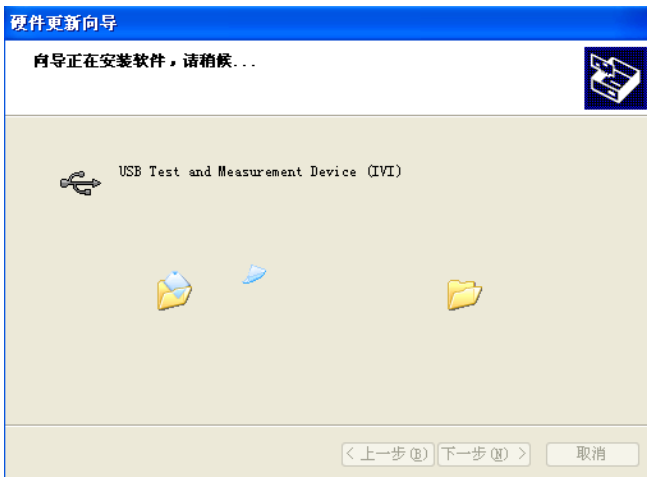 硬件更新向导
向导正在安装软件，请稍候...
USB Test and Measurement Device (IVI)
< 上一步(B) 下一步(N) > 取消